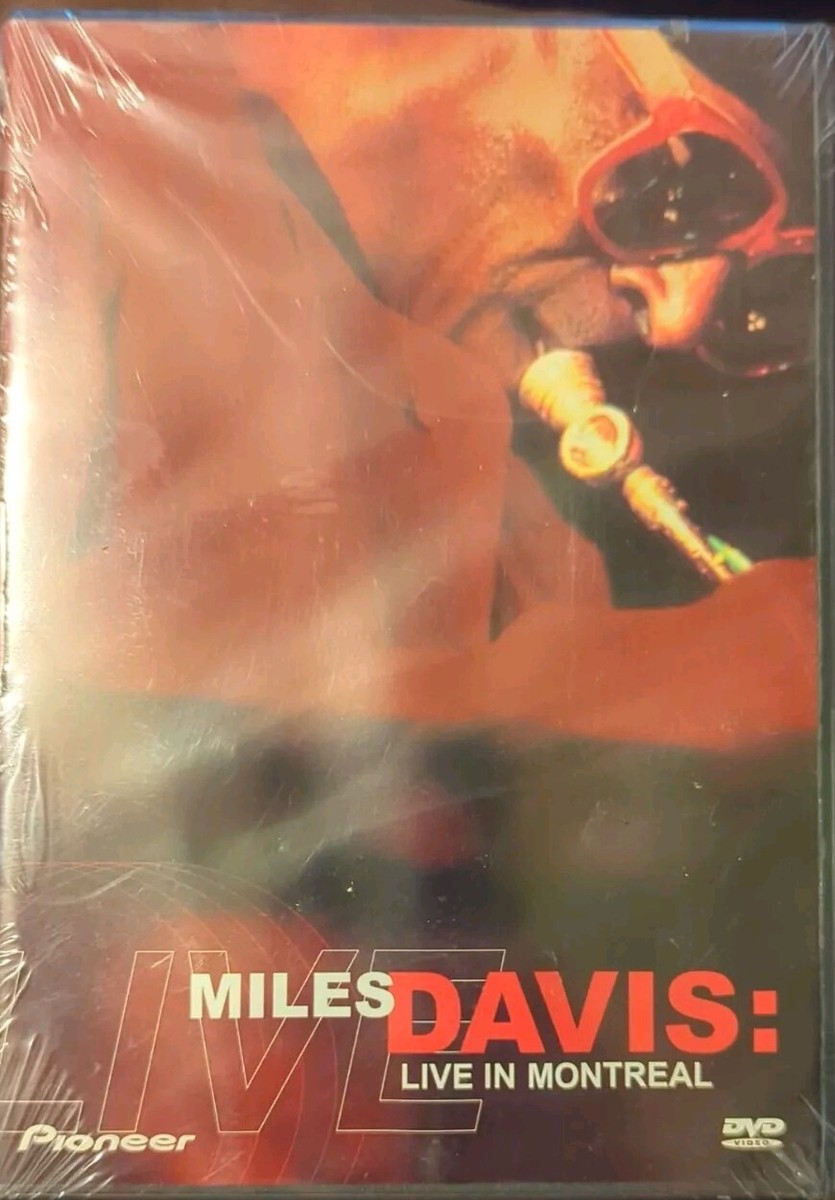 LIVE
MILES DAVIS:
LIVE IN MONTREAL
Pioneer
DVD
VIDEO